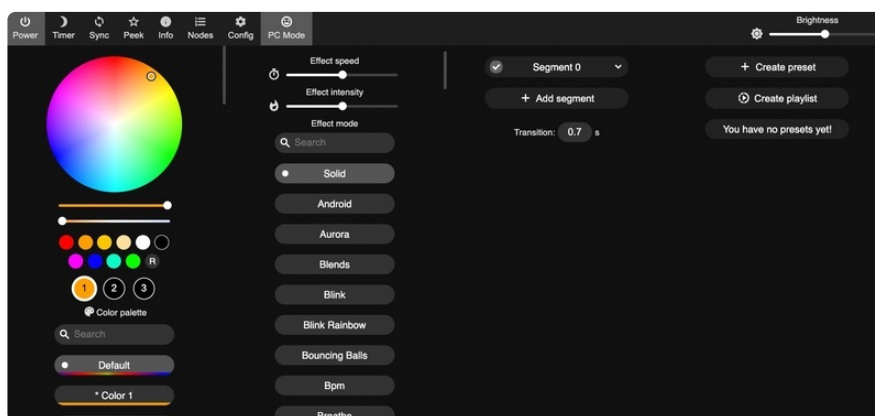 Power Timer Sync Peek Info Nodes Config PC Mode
Brightness
R
1 2 3
Color palette
Search
Default
* Color 1
Effect speed
Effect intensity
Effect mode
Search
Solid
Android
Aurora
Blends
Blink
Blink Rainbow
Bouncing Balls
Bpm
Breathe
Segment 0
+ Add segment
Transition: 0.7 s
+ Create preset
Create playlist
You have no presets yet!